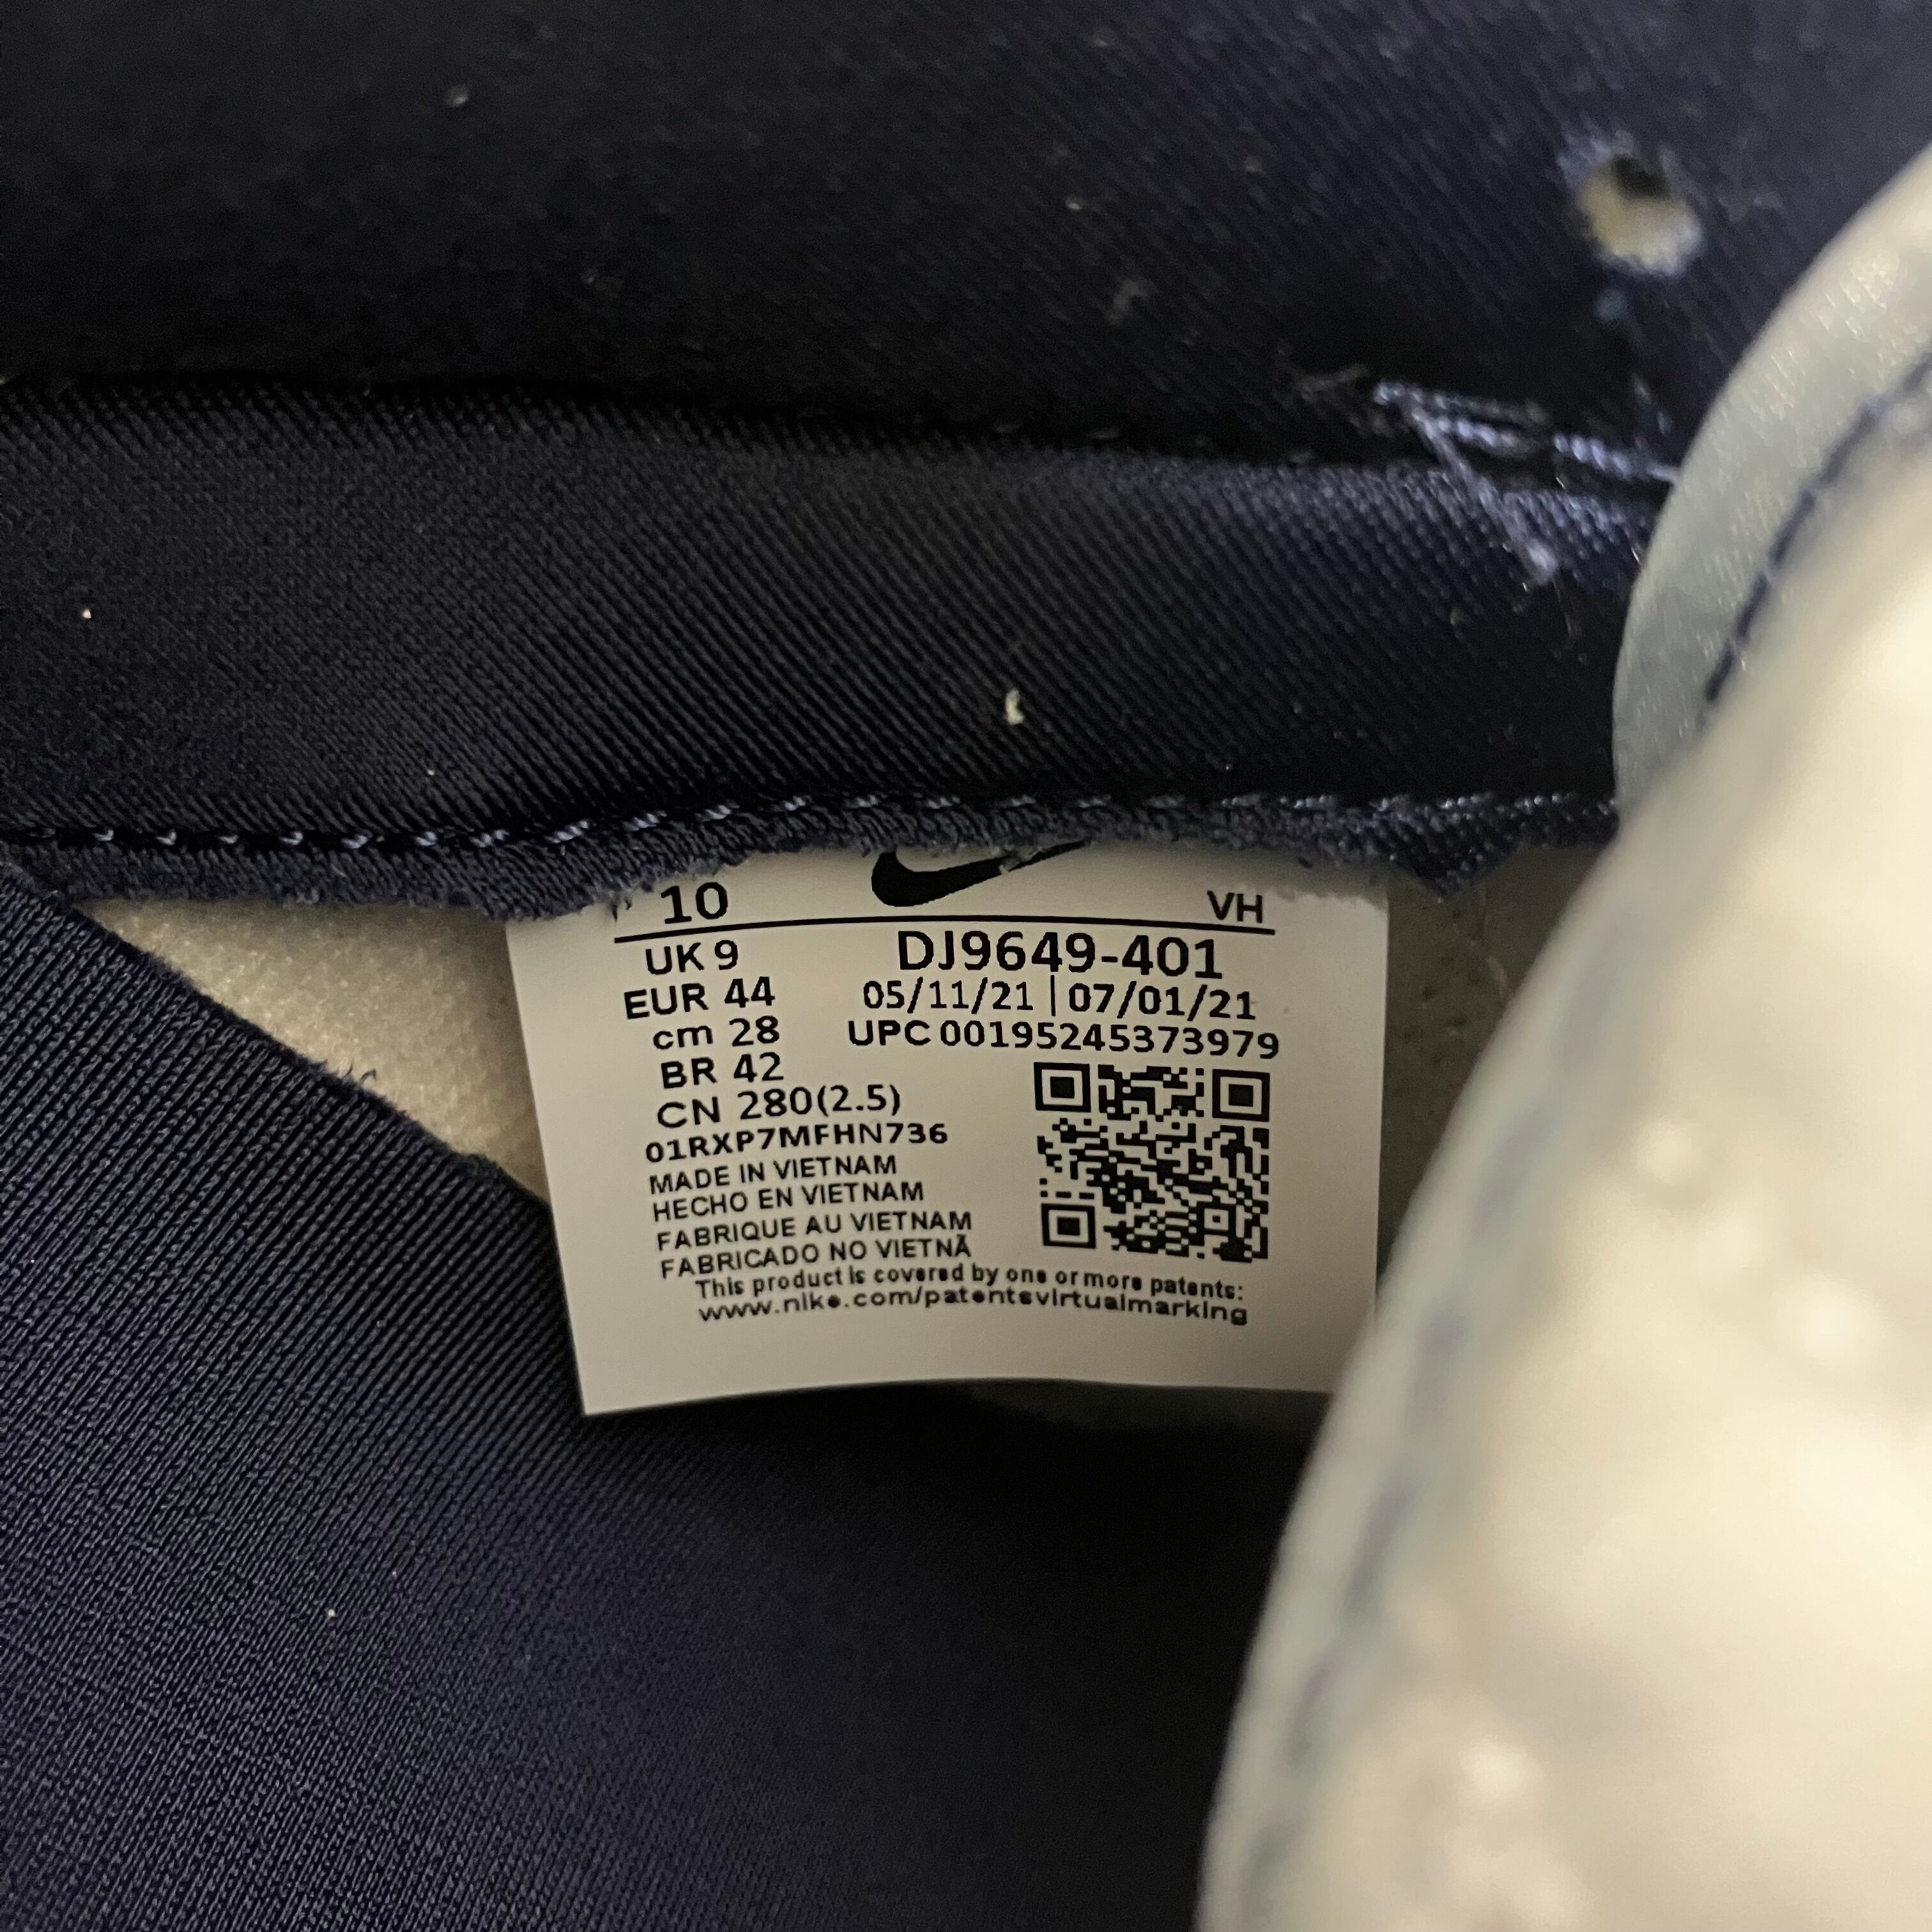 10 VH
UK 9 DJ9649-401
EUR 44 05/11/21 | 07/01/21
cm 28 UPC 00195245373979
BR 42
CN 280(2.5)
01RXP7MFHN736
MADE IN VIETNAM
HECHO EN VIETNAM
FABRIQUE AU VIETNAM
FABRICADO NO VIETNÃ
This product is covered by one or more patents:
www.nike.com/patentsvirtualmarking